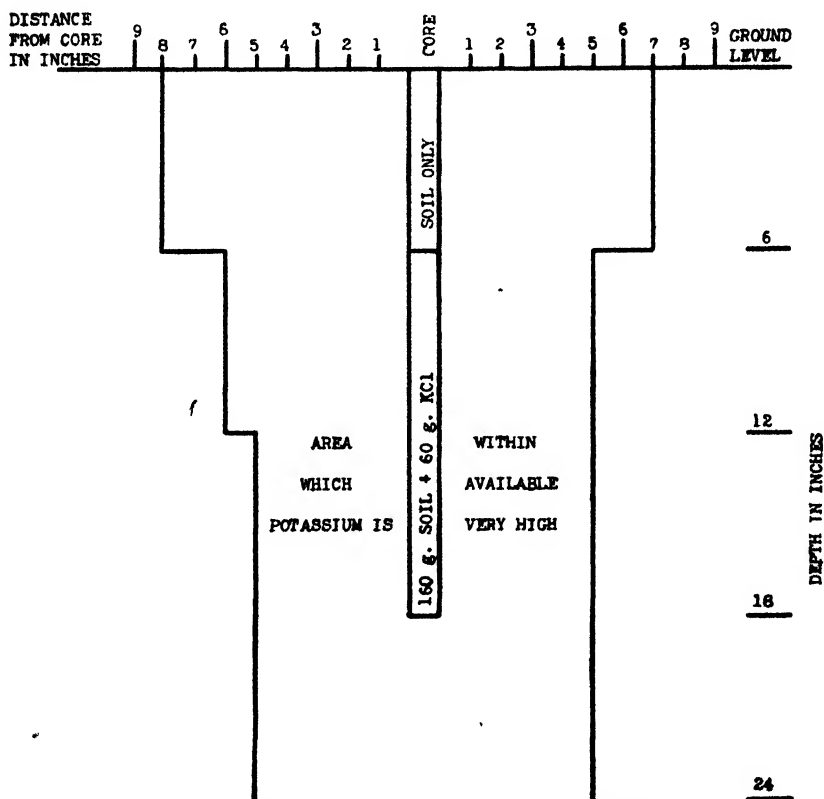 DISTANCE
FROM CORE
IN INCHES
9 8 7 6 5 4 3 2 1 CORE 1 2 3 4 5 6 7 8 9
GROUND
LEVEL
SOIL ONLY
6
160 g. SOIL + 60 g. KCl
12
AREA WITHIN
WHICH AVAILABLE
POTASSIUM IS VERY HIGH
DEPTH IN INCHES
18
24